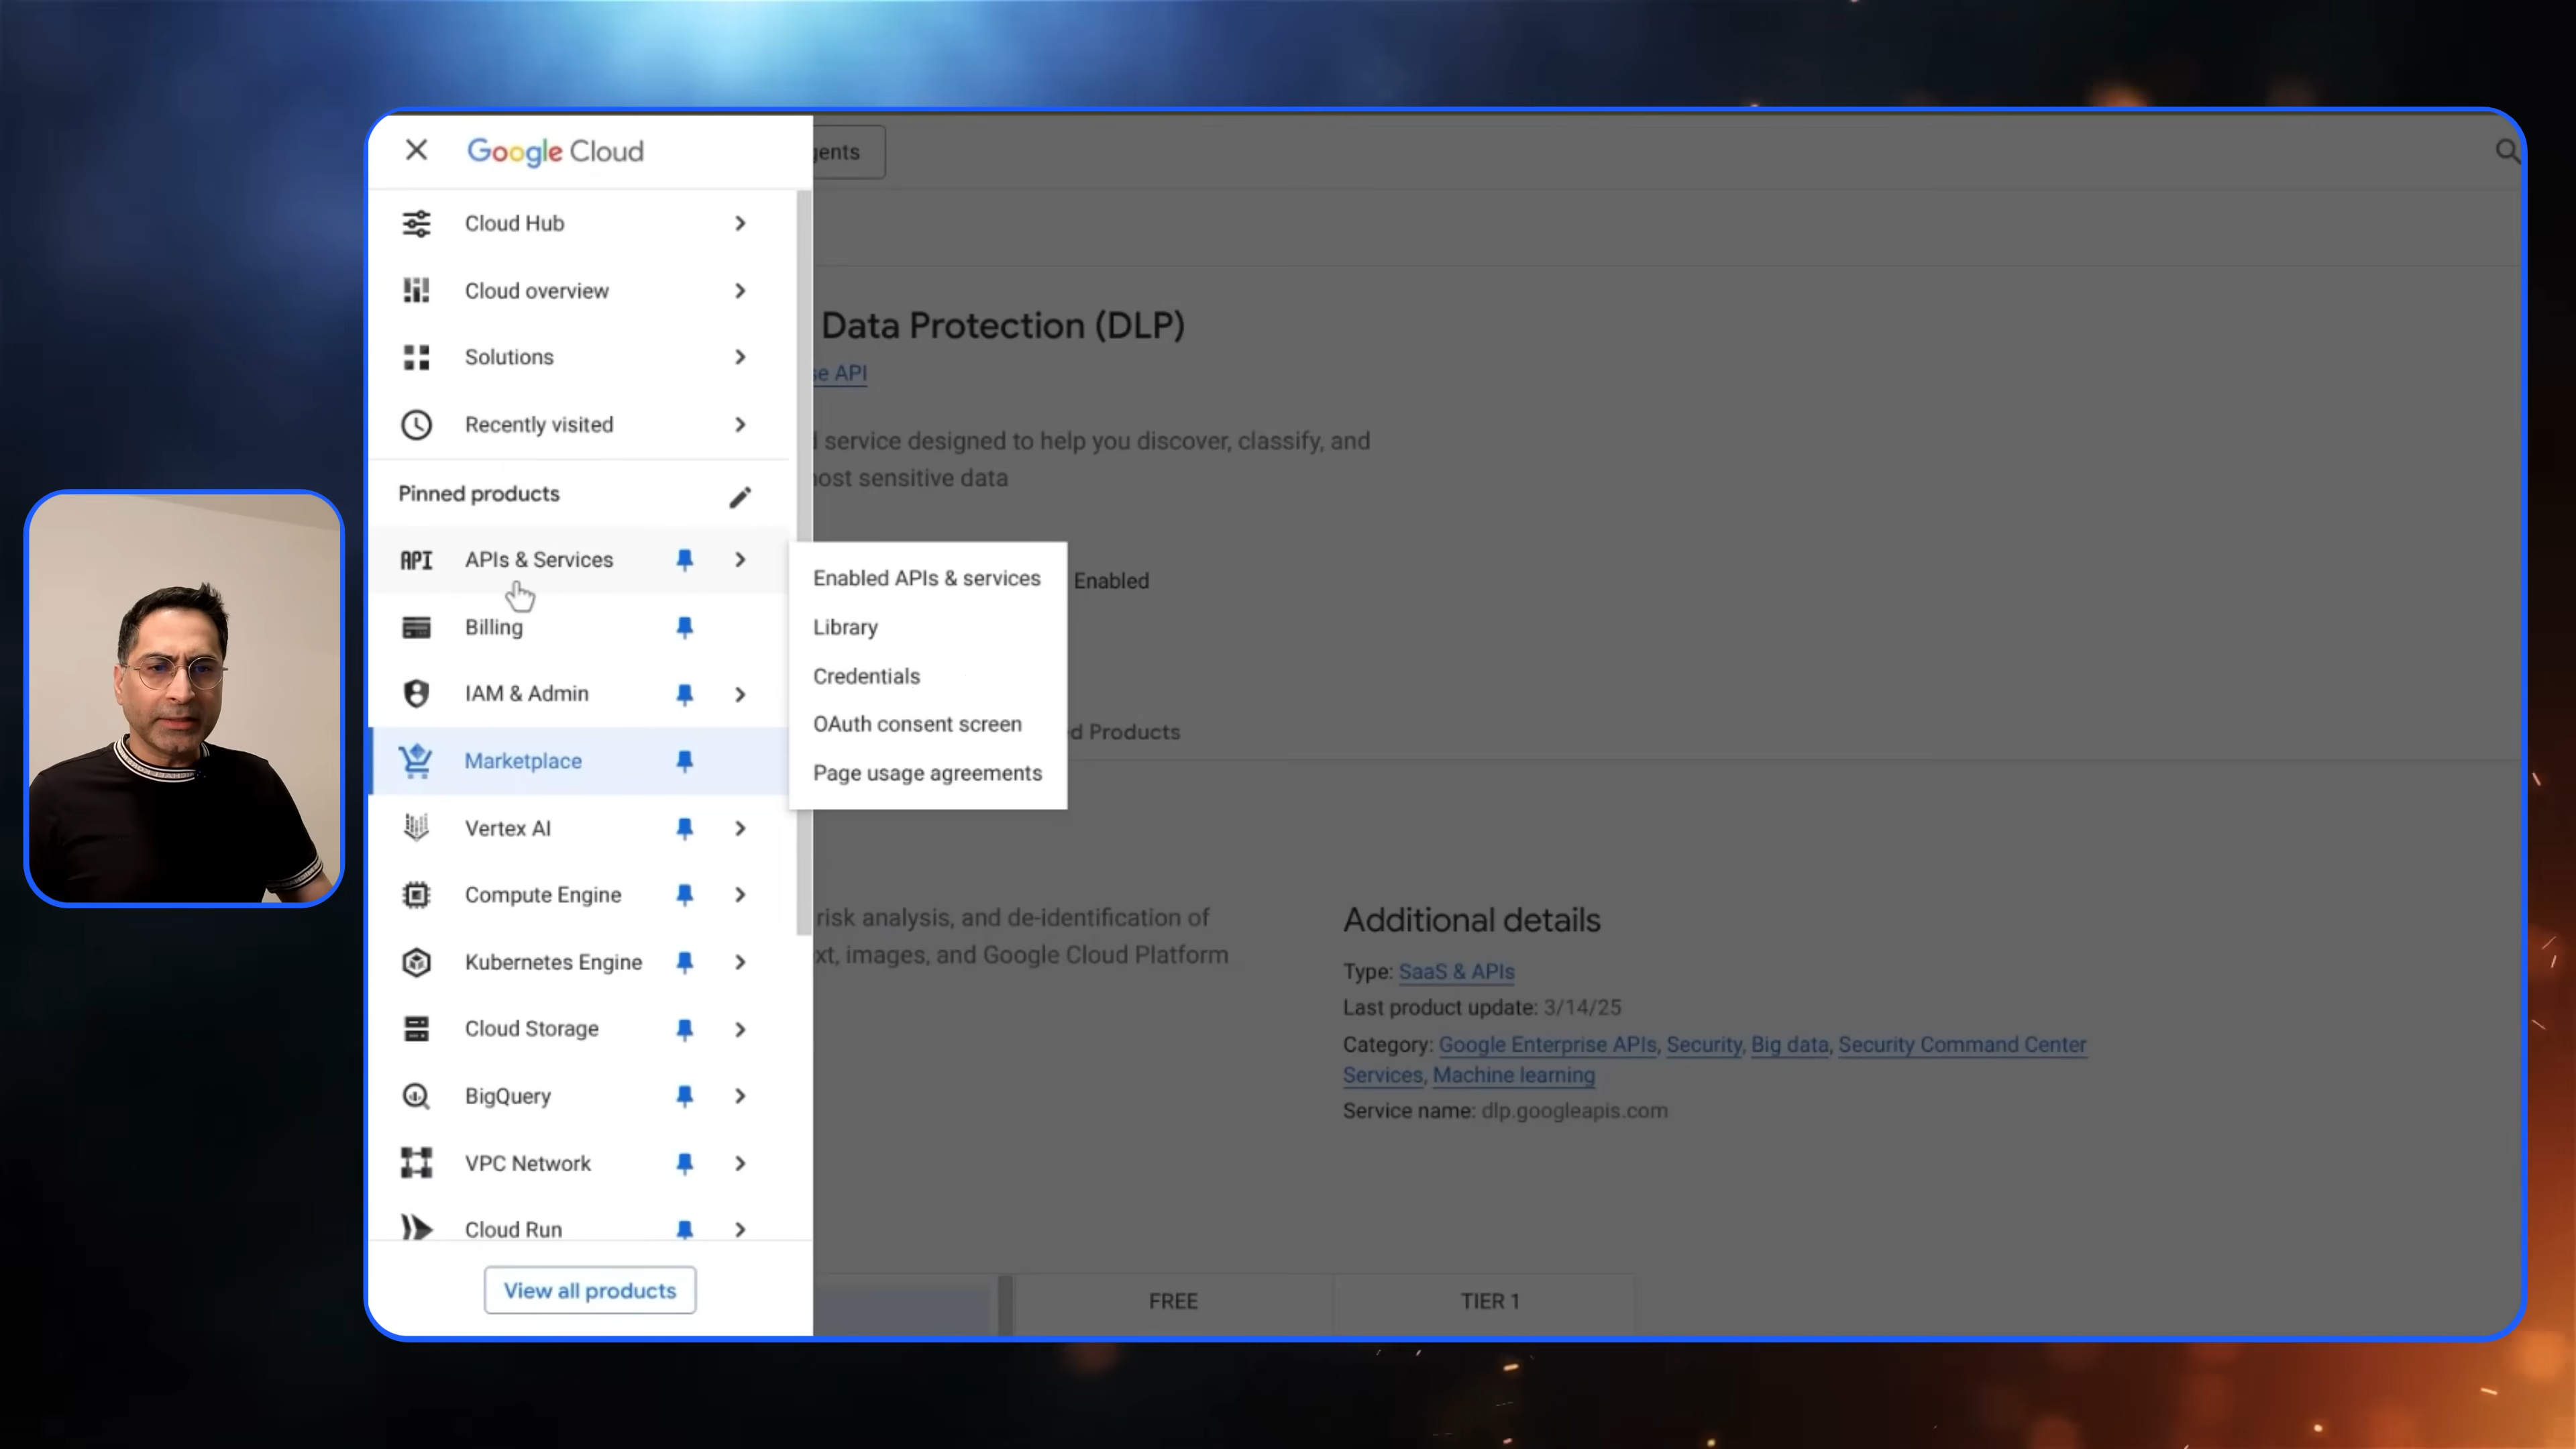 Google Cloud
gents
Cloud Hub
Cloud overview
Solutions
Recently visited
Pinned products
API APIs & Services
Billing
IAM & Admin
Marketplace
Vertex AI
Compute Engine
Kubernetes Engine
Cloud Storage
BigQuery
VPC Network
Cloud Run
View all products
Enabled APIs & services
Library
Credentials
OAuth consent screen
Page usage agreements
Data Protection (DLP)
se API
service designed to help you discover, classify, and
ost sensitive data
Enabled
d Products
risk analysis, and de-identification of
xt, images, and Google Cloud Platform
Additional details
Type: SaaS & APIs
Last product update: 3/14/25
Category: Google Enterprise APIs, Security, Big data, Security Command Center
Services, Machine learning
Service name: dlp.googleapis.com
FREE
TIER 1